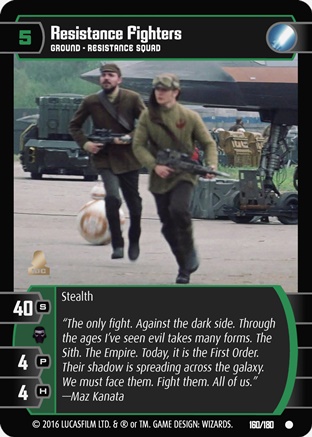 5
Resistance Fighters
GROUND - RESISTANCE SQUAD
40 S
Stealth
4 P
4 H
“The only fight. Against the dark side. Through
the ages I’ve seen evil takes many forms. The
Sith. The Empire. Today, it is the First Order.
Their shadow is spreading across the galaxy.
We must face them. Fight them. All of us.”
—Maz Kanata
© 2016 LUCASFILM LTD. & ® or TM. GAME DESIGN: WIZARDS.
160/180